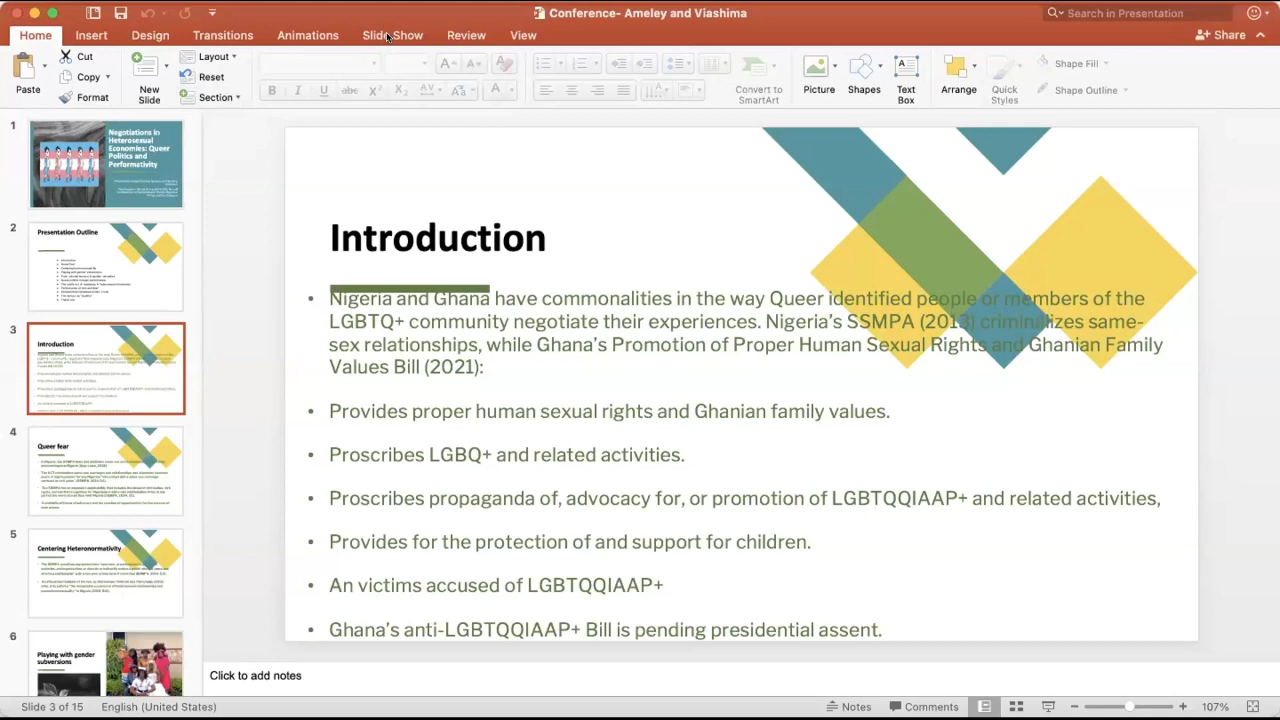 Conference- Ameley and Viashima
Search in Presentation
Home
Insert
Design
Transitions
Animations
Slide Show
Review
View
Share
Paste
Cut
Copy
Format
New
Slide
Layout
Reset
Section
Convert to
SmartArt
Picture
Shapes
Text
Box
Arrange
Quick
Styles
Shape Fill
Shape Outline
1
Negotiations in
Heterosexual
Economies: Queer
Politics and
Performativity
2
Presentation Outline
3
Introduction
4
Queer fear
5
Centering Heteronormativity
6
Playing with gender
subversions
Introduction
• Nigeria and Ghana have commonalities in the way Queer identified people or members of the
LGBTQ+ community negotiate their experiences. Nigeria's SSMPA (2013) criminilizes same-
sex relationships, while Ghana's Promotion of Proper Human Sexual Rights and Ghanian Family
Values Bill (2021).
• Provides proper human sexual rights and Ghanian family values.
• Proscribes LGBQ+ and related activities.
• Proscribes propaganda or advocacy for, or promotion of LGBTQQIAAP+ and related activities,
• Provides for the protection of and support for children.
• An victims accused of LGBTQQIAAP+
• Ghana's anti-LGBTQQIAAP+ Bill is pending presidential assent.
Click to add notes
Slide 3 of 15
English (United States)
Notes
Comments
107%